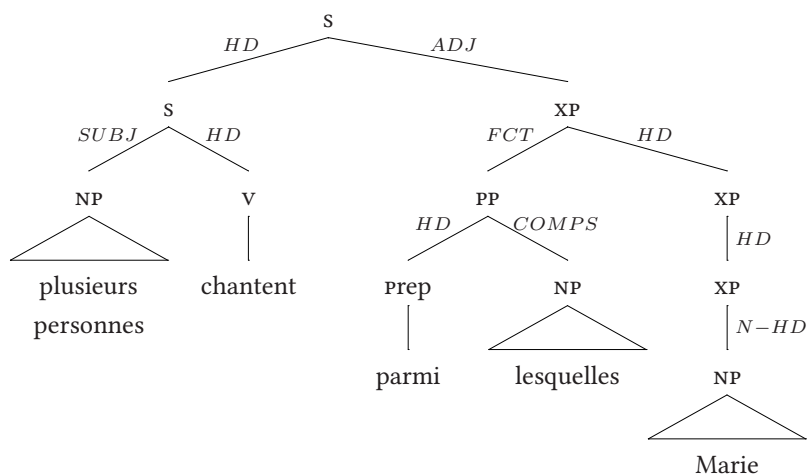 S
HD ADJ
S XP
SUBJ HD FCT HD
NP V PP XP
HD COMPS HD
plusieurs personnes chantent Prep NP XP
N−HD
parmi lesquelles NP
Marie